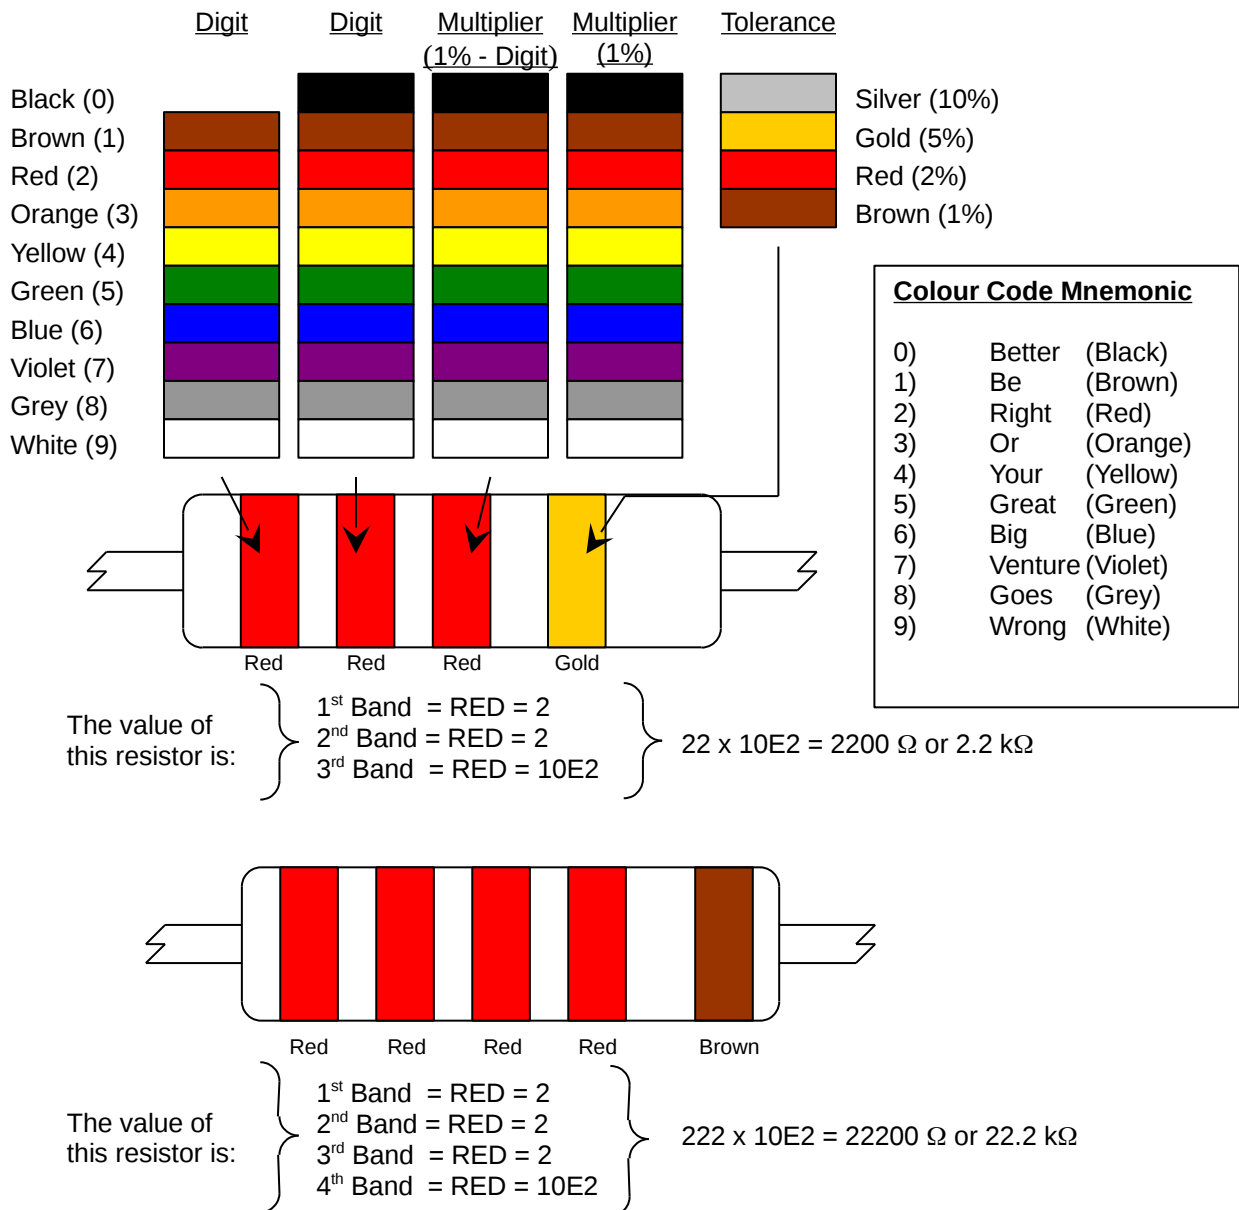 Digit Digit Multiplier (1% - Digit) Multiplier (1%) Tolerance
Black (0)
Brown (1)
Red (2)
Orange (3)
Yellow (4)
Green (5)
Blue (6)
Violet (7)
Grey (8)
White (9)
Silver (10%)
Gold (5%)
Red (2%)
Brown (1%)
Colour Code Mnemonic
0) Better (Black)
1) Be (Brown)
2) Right (Red)
3) Or (Orange)
4) Your (Yellow)
5) Great (Green)
6) Big (Blue)
7) Venture (Violet)
8) Goes (Grey)
9) Wrong (White)
Red Red Red Gold
The value of
this resistor is:
1st Band = RED = 2
2nd Band = RED = 2
3rd Band = RED = 10E2
22 x 10E2 = 2200 Ω or 2.2 kΩ
Red Red Red Red Brown
The value of
this resistor is:
1st Band = RED = 2
2nd Band = RED = 2
3rd Band = RED = 2
4th Band = RED = 10E2
222 x 10E2 = 22200 Ω or 22.2 kΩ